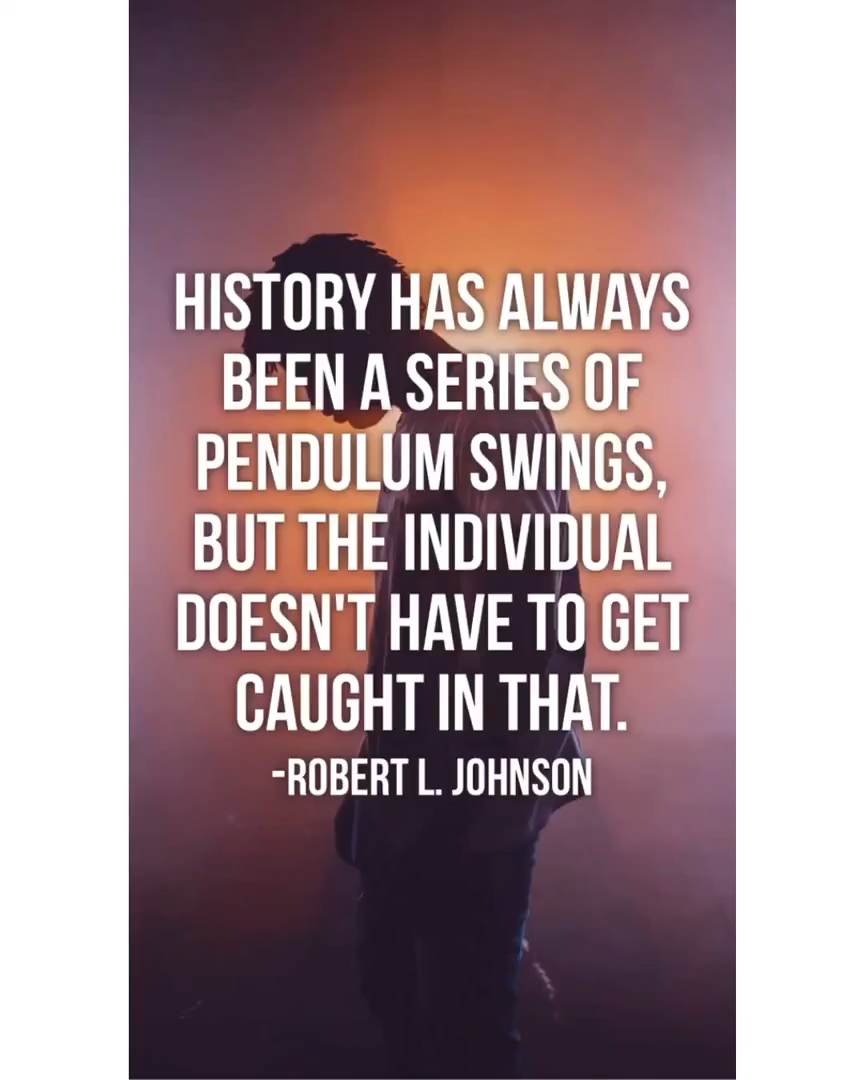 HISTORY HAS ALWAYS
BEEN A SERIES OF
PENDULUM SWINGS,
BUT THE INDIVIDUAL
DOESN'T HAVE TO GET
CAUGHT IN THAT.
-ROBERT L. JOHNSON